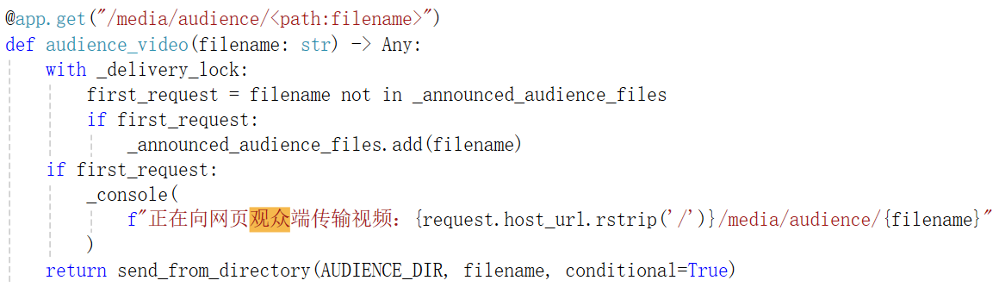 @app.get("/media/audience/<path:filename>")
def audience_video(filename: str) -> Any:
    with _delivery_lock:
        first_request = filename not in _announced_audience_files
        if first_request:
            _announced_audience_files.add(filename)
    if first_request:
        _console(
            f"正在向网页观众端传输视频：{request.host_url.rstrip('/')}/media/audience/{filename}"
        )
    return send_from_directory(AUDIENCE_DIR, filename, conditional=True)